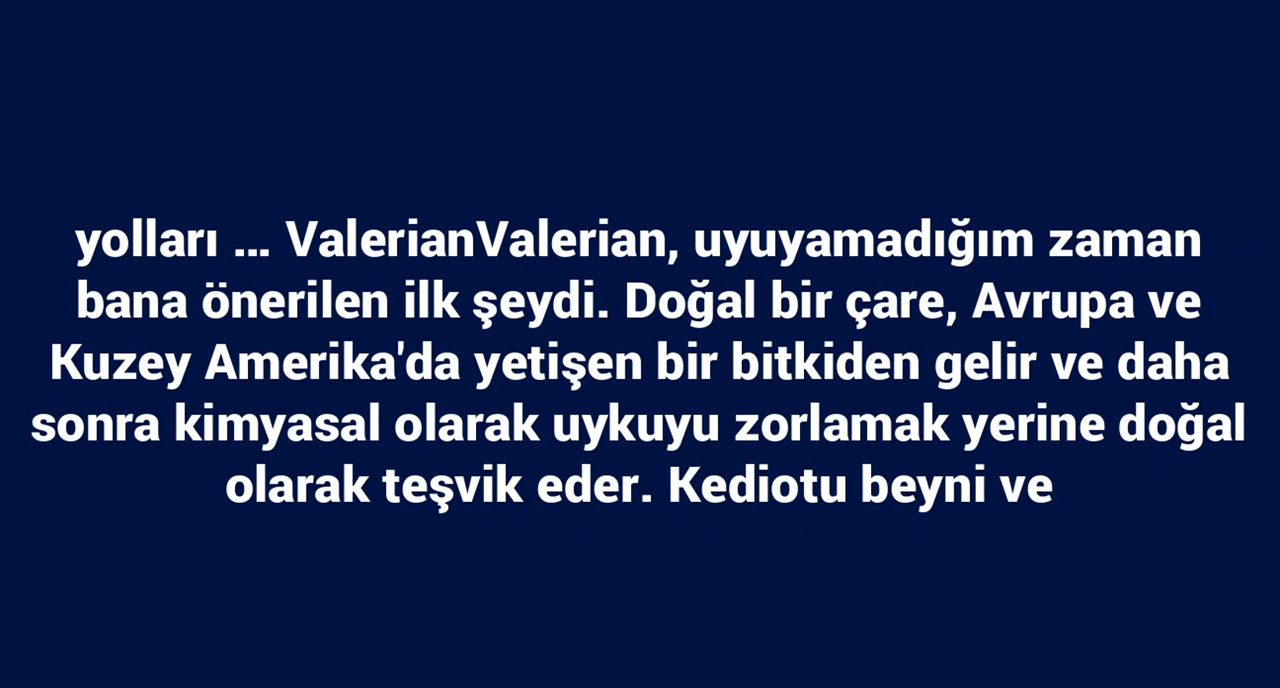 yolları ... ValerianValerian, uyuyamadığım zaman
bana önerilen ilk şeydi. Doğal bir çare, Avrupa ve
Kuzey Amerika'da yetişen bir bitkiden gelir ve daha
sonra kimyasal olarak uykuyu zorlamak yerine doğal
olarak teşvik eder. Kediotu beyni ve